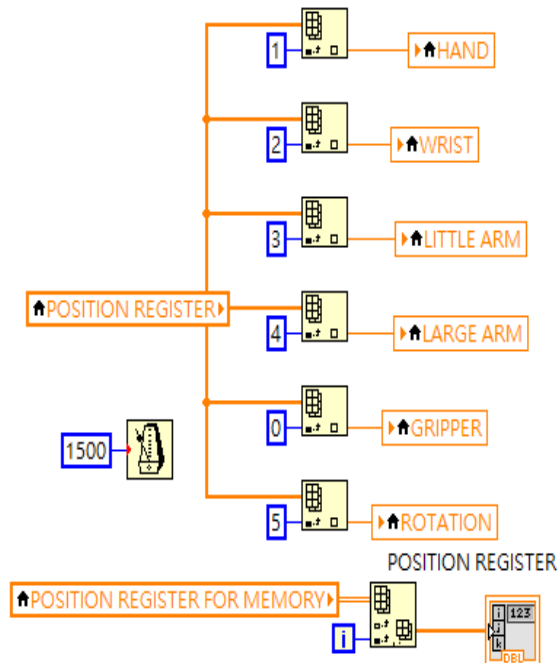 1
HAND
2
WRIST
3
LITTLE ARM
POSITION REGISTER
4
LARGE ARM
0
GRIPPER
1500
5
ROTATION
POSITION REGISTER
POSITION REGISTER FOR MEMORY
i
i
j
k
123
DBL